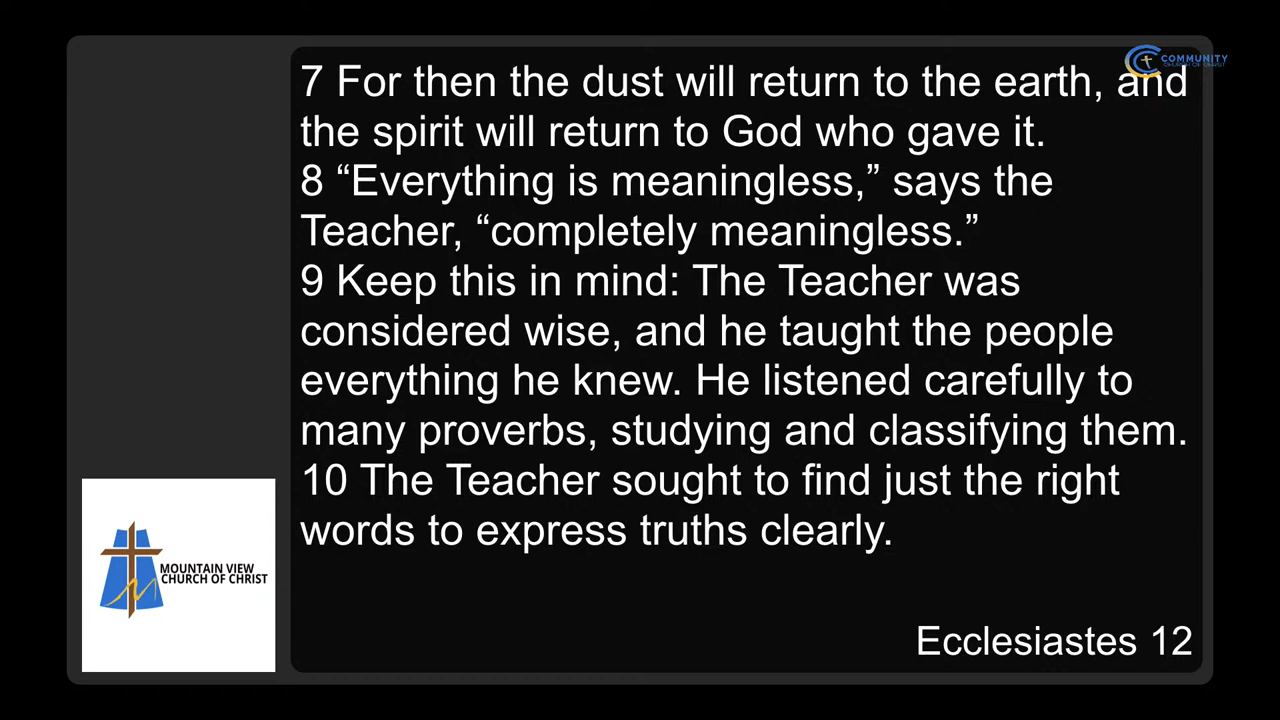 COMMUNITY
CHURCH OF CHRIST
7 For then the dust will return to the earth, and
the spirit will return to God who gave it.
8 “Everything is meaningless,” says the
Teacher, “completely meaningless.”
9 Keep this in mind: The Teacher was
considered wise, and he taught the people
everything he knew. He listened carefully to
many proverbs, studying and classifying them.
10 The Teacher sought to find just the right
words to express truths clearly.
MOUNTAIN VIEW
CHURCH OF CHRIST
Ecclesiastes 12